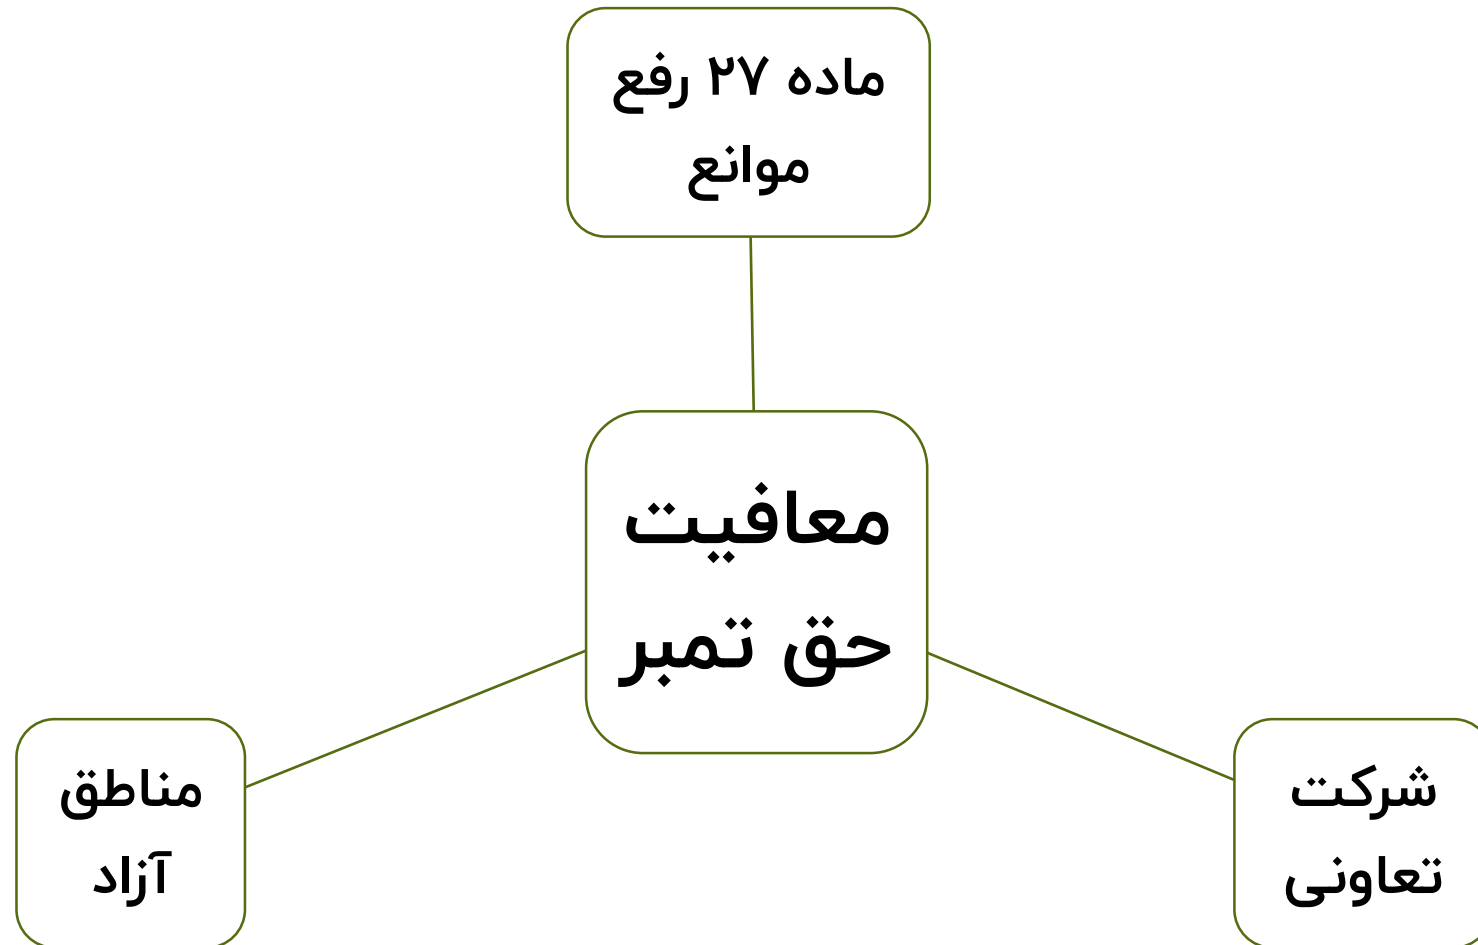 ماده ۲۷ رفع
موانع
معافیت
حق تمبر
شرکت
تعاونی
مناطق
آزاد